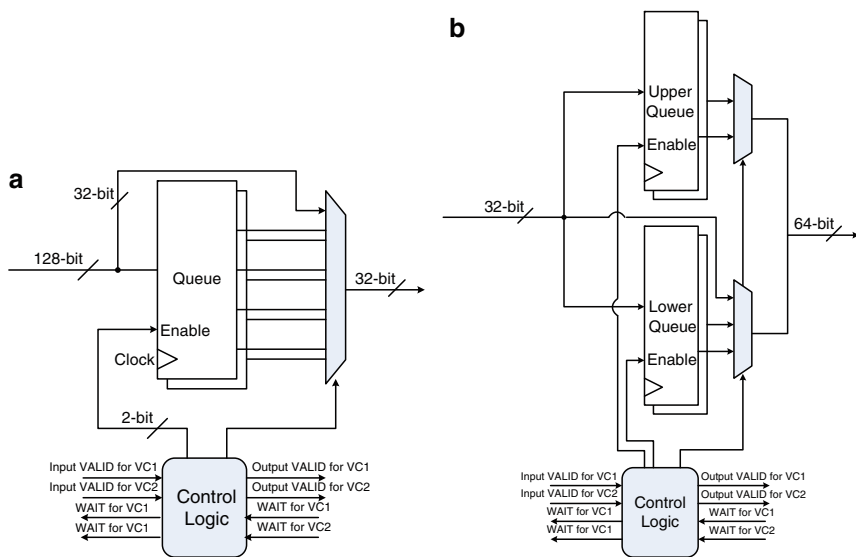 a
32-bit
128-bit
Queue
Enable
Clock
32-bit
2-bit
Input VALID for VC1
Input VALID for VC2
WAIT for VC1
WAIT for VC1
Control
Logic
Output VALID for VC1
Output VALID for VC2
WAIT for VC1
WAIT for VC2
b
Upper
Queue
Enable
32-bit
64-bit
Lower
Queue
Enable
Input VALID for VC1
Input VALID for VC2
WAIT for VC1
WAIT for VC1
Control
Logic
Output VALID for VC1
Output VALID for VC2
WAIT for VC1
WAIT for VC2